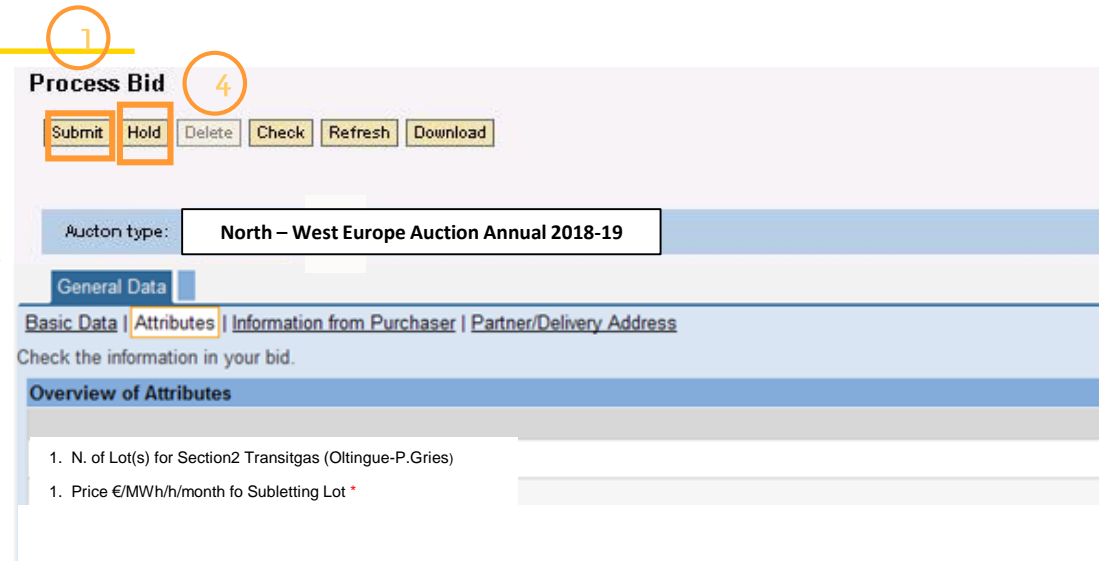 1
Process Bid 4
Submit Hold Delete Check Refresh Download
Aucton type: North – West Europe Auction Annual 2018-19
General Data
Basic Data | Attributes | Information from Purchaser | Partner/Delivery Address
Check the information in your bid.
Overview of Attributes
1. N. of Lot(s) for Section2 Transitgas (Oltingue-P.Gries)
1. Price €/MWh/h/month fo Subletting Lot *